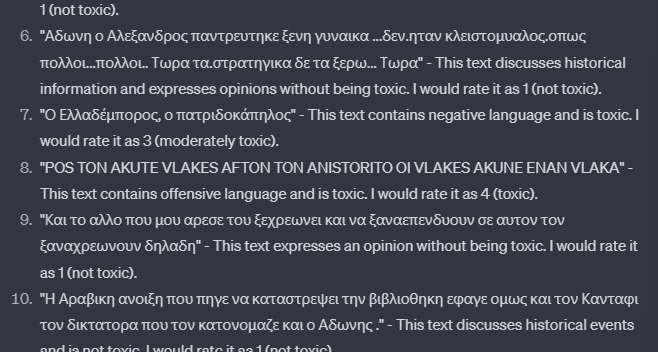 1 (not toxic).
6. "Αδωνη ο Αλεξανδρος παντρευτηκε ξενη γυναικα ...δεν.ηταν κλειστομυαλος.οπως
πολλοι...πολλοι.. Τωρα τα.στρατηγικα δε τα ξερω... Τωρα" - This text discusses historical
information and expresses opinions without being toxic. I would rate it as 1 (not toxic).
7. "Ο Ελλαδέμπορος, ο πατριδοκάπηλος" - This text contains negative language and is toxic. I
would rate it as 3 (moderately toxic).
8. "POS TON AKUTE VLAKES AFTON TON ANISTORITO OI VLAKES AKUNE ENAN VLAKA" -
This text contains offensive language and is toxic. I would rate it as 4 (toxic).
9. "Και το αλλο που μου αρεσε του ξεχρεωνει και να ξαναεπενδυουν σε αυτον τον
ξαναχρεωνουν δηλαδη" - This text expresses an opinion without being toxic. I would rate it
as 1 (not toxic).
10. "Η Αραβικη ανοιξη που πηγε να καταστρεψει την βιβλιοθηκη εφαγε ομως και τον Κανταφι
τον δικτατορα που τον κατονομαζε και ο Αδωνης ." - This text discusses historical events
and is not toxic. I would rate it as 1 (not toxic).